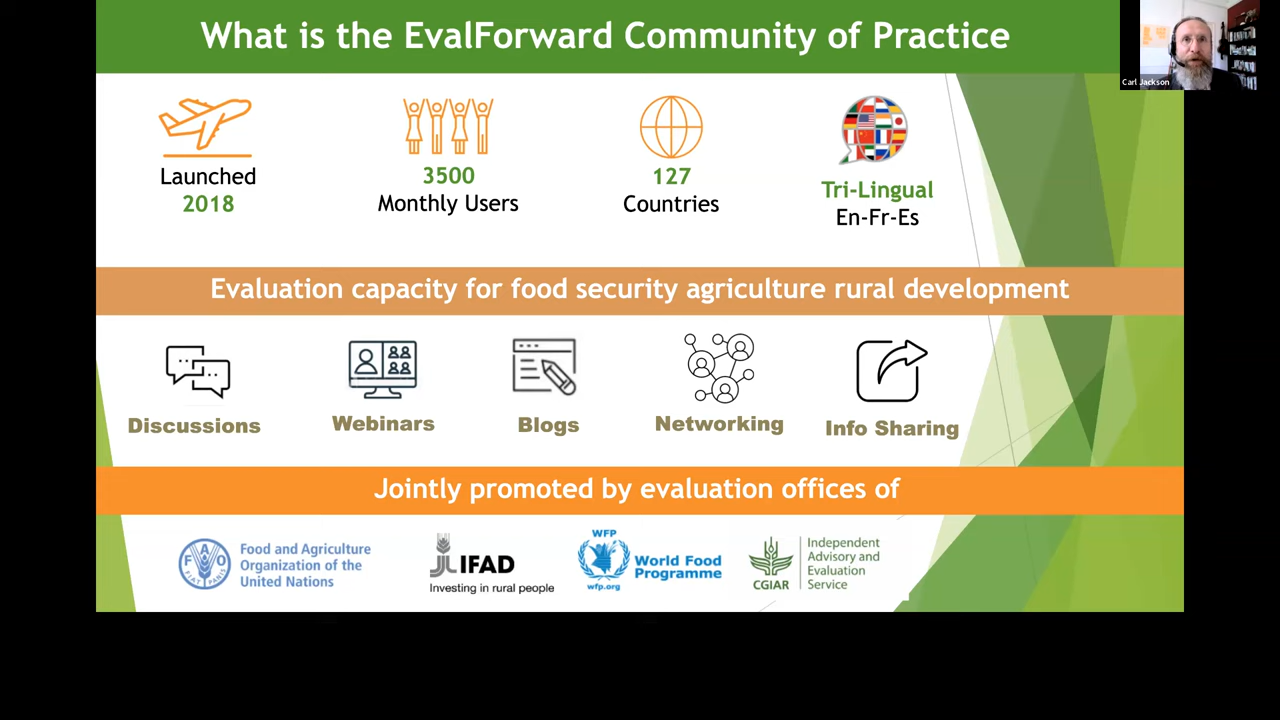 What is the EvalForward Community of Practice
Carl Jackson
Launched
2018
3500
Monthly Users
127
Countries
Tri-Lingual
En-Fr-Es
Evaluation capacity for food security agriculture rural development
Discussions
Webinars
Blogs
Networking
Info Sharing
Jointly promoted by evaluation offices of
FAO
FIAT PANIS
Food and Agriculture
Organization of the
United Nations
IFAD
Investing in rural people
WFP
wfp.org
World Food
Programme
CGIAR
Independent
Advisory and
Evaluation
Service